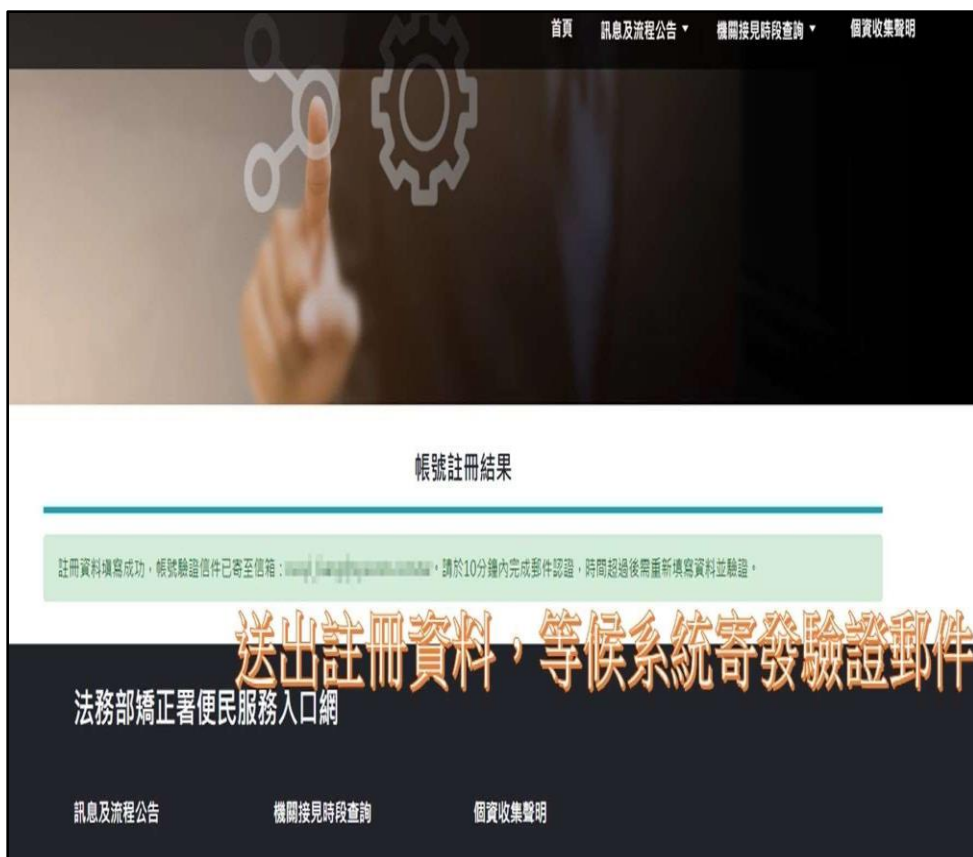 首頁 訊息及流程公告 機關接見時段查詢 個資收集聲明
帳號註冊結果
註冊資料填寫成功，帳號驗證信件已寄至信箱： ，請於10分鐘內完成郵件認證，時間超過後需重新填寫資料並驗證。
送出註冊資料，等候系統寄發驗證郵件
法務部矯正署便民服務入口網
訊息及流程公告 機關接見時段查詢 個資收集聲明